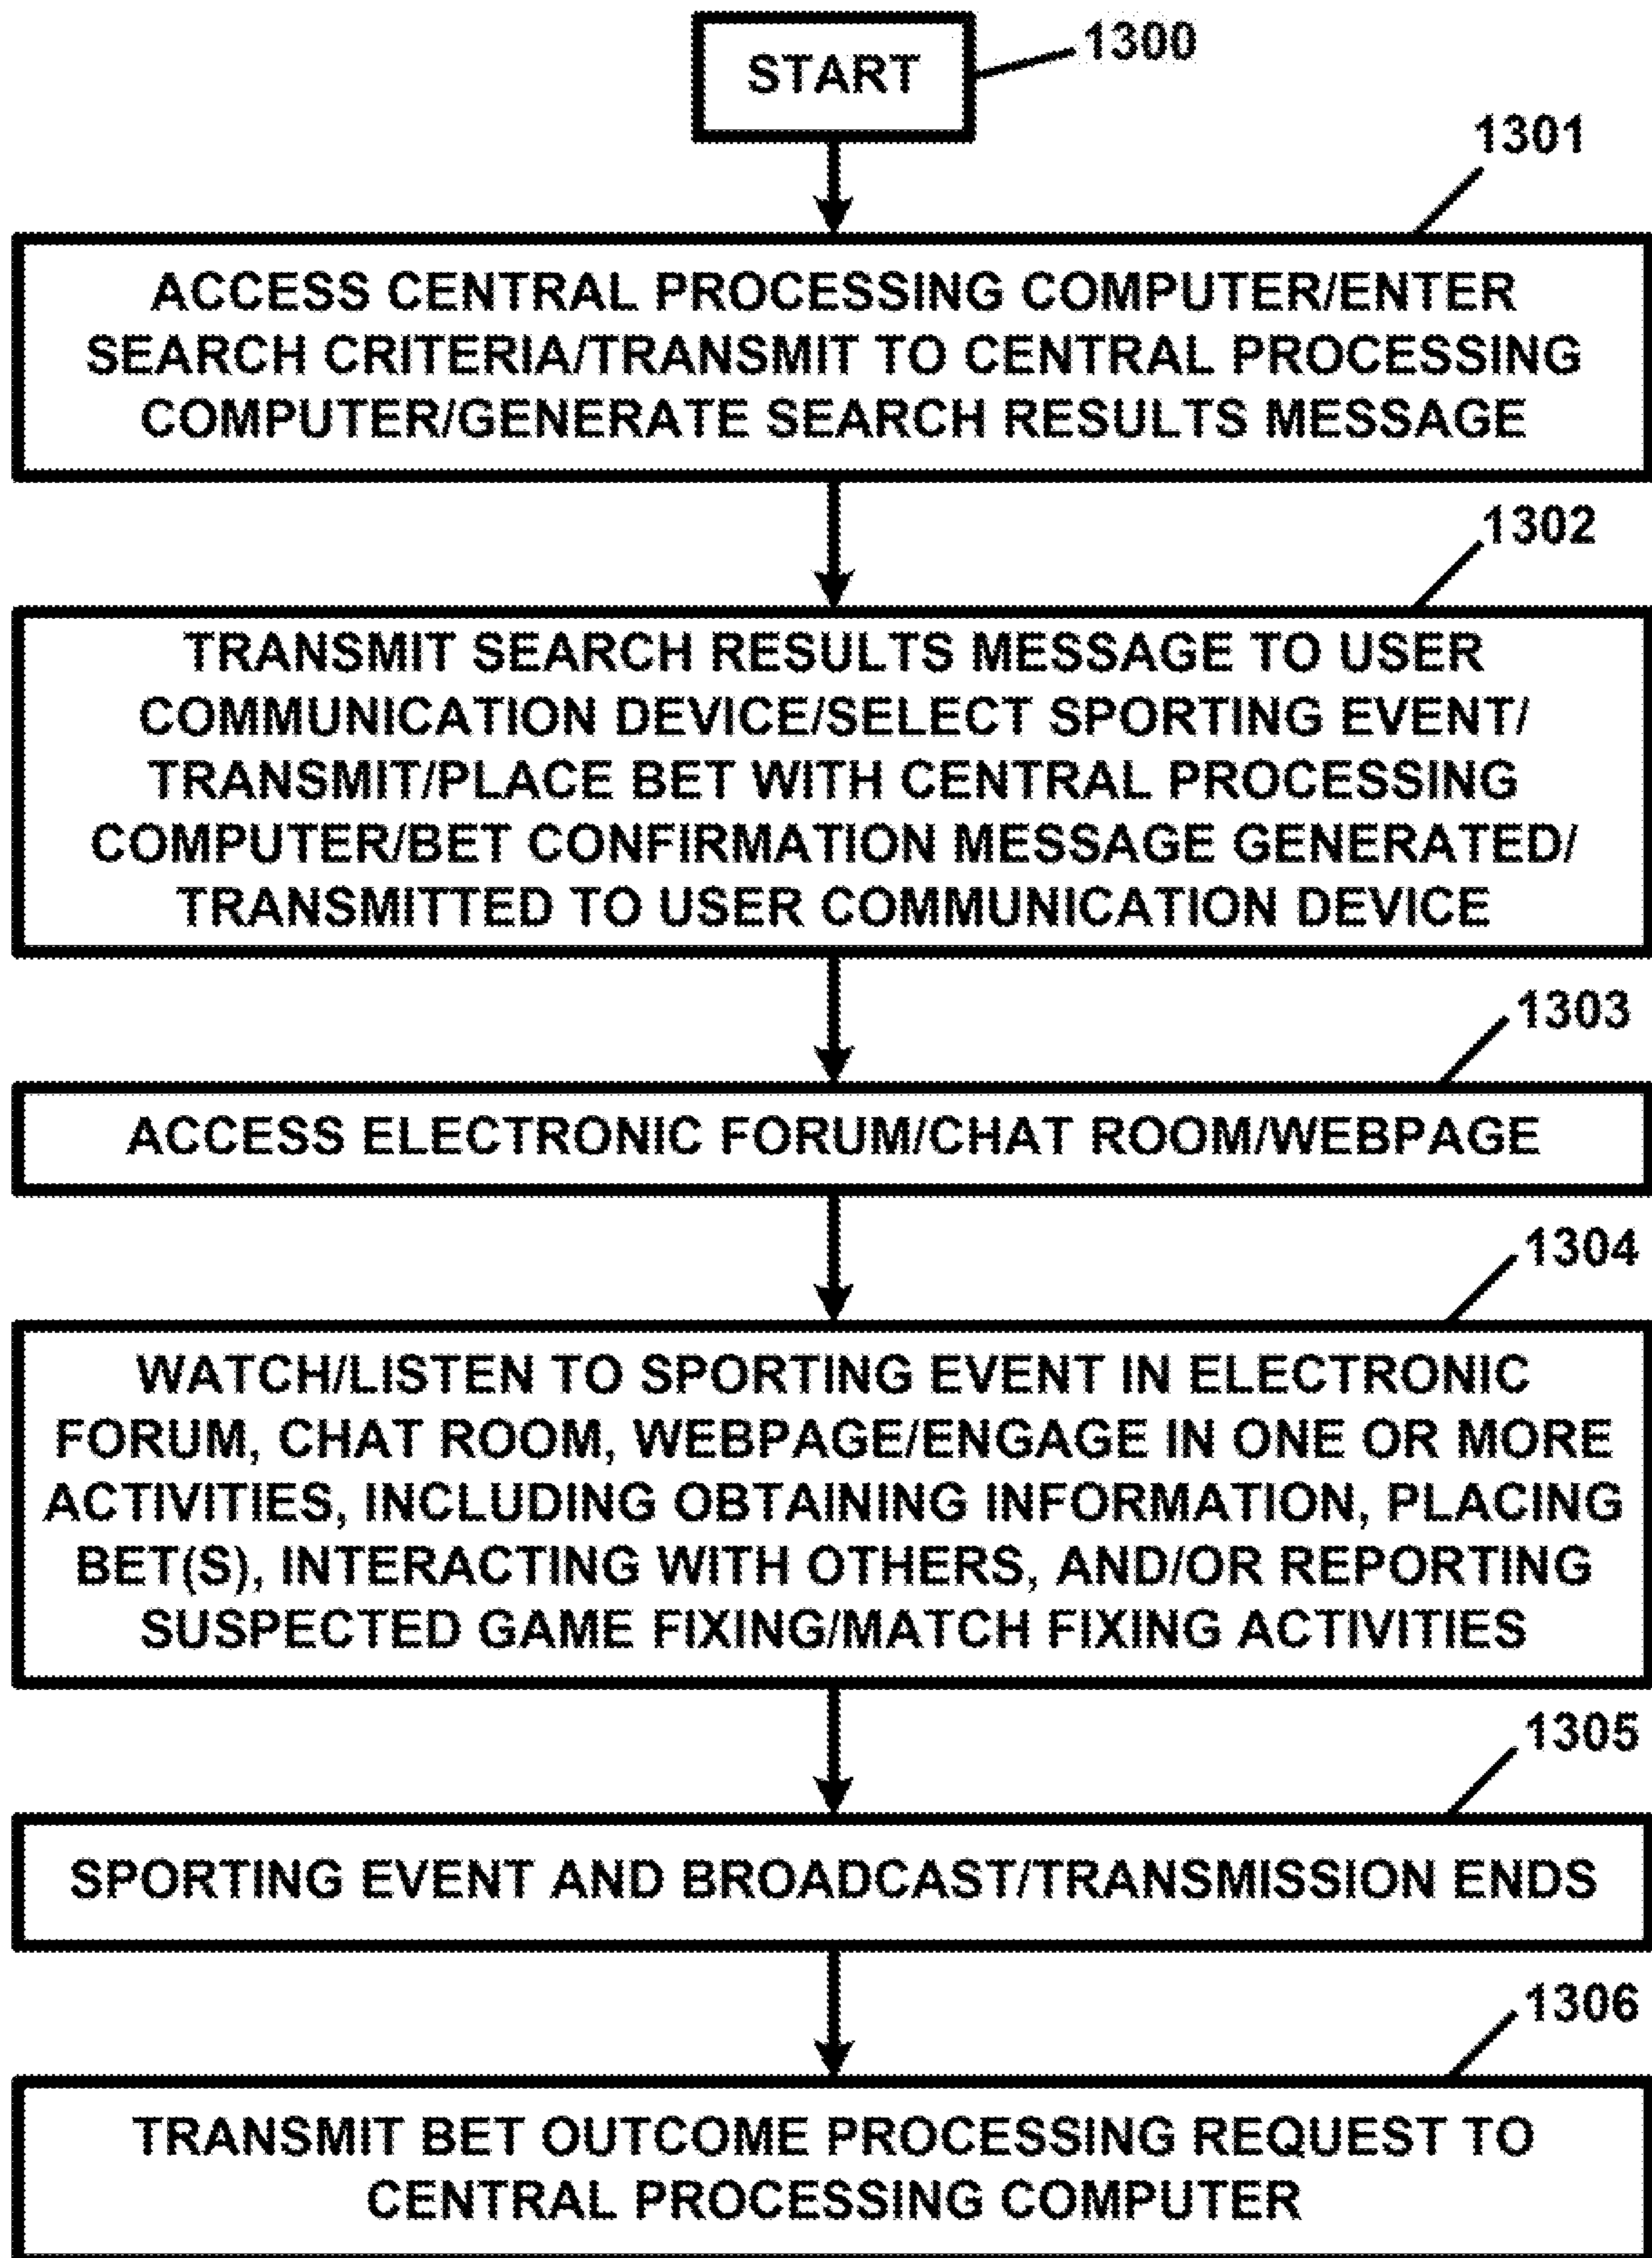 START
1300
1301
ACCESS CENTRAL PROCESSING COMPUTER/ENTER
SEARCH CRITERIA/TRANSMIT TO CENTRAL PROCESSING
COMPUTER/GENERATE SEARCH RESULTS MESSAGE
1302
TRANSMIT SEARCH RESULTS MESSAGE TO USER
COMMUNICATION DEVICE/SELECT SPORTING EVENT/
TRANSMIT/PLACE BET WITH CENTRAL PROCESSING
COMPUTER/BET CONFIRMATION MESSAGE GENERATED/
TRANSMITTED TO USER COMMUNICATION DEVICE
1303
ACCESS ELECTRONIC FORUM/CHAT ROOM/WEBPAGE
1304
WATCH/LISTEN TO SPORTING EVENT IN ELECTRONIC
FORUM, CHAT ROOM, WEBPAGE/ENGAGE IN ONE OR MORE
ACTIVITIES, INCLUDING OBTAINING INFORMATION, PLACING
BET(S), INTERACTING WITH OTHERS, AND/OR REPORTING
SUSPECTED GAME FIXING/MATCH FIXING ACTIVITIES
1305
SPORTING EVENT AND BROADCAST/TRANSMISSION ENDS
1306
TRANSMIT BET OUTCOME PROCESSING REQUEST TO
CENTRAL PROCESSING COMPUTER